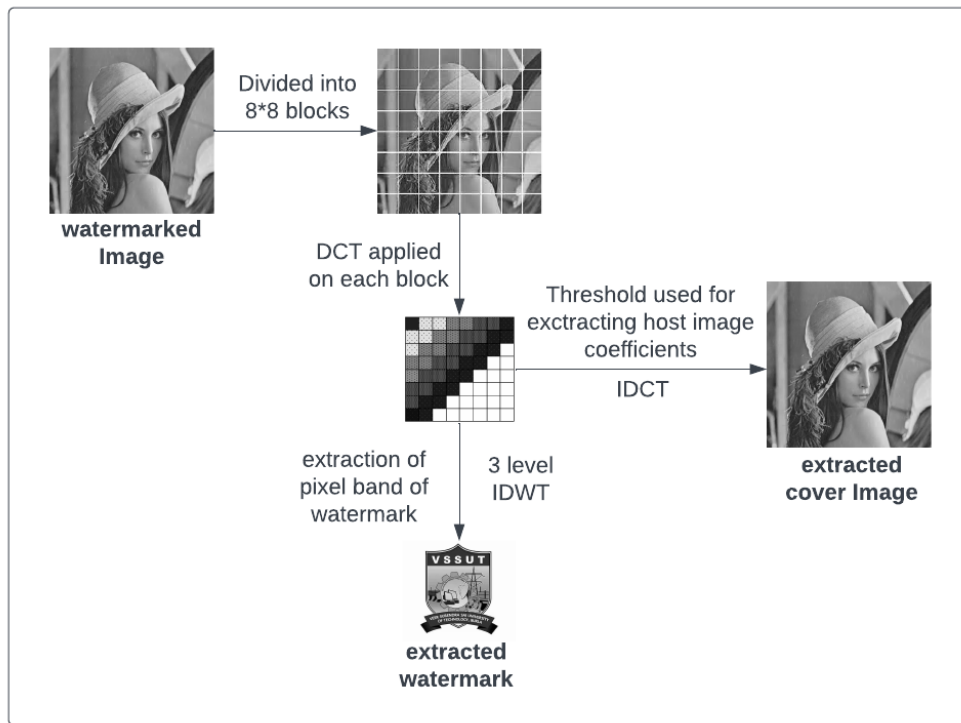 Divided into
8*8 blocks
watermarked
Image
DCT applied
on each block
Threshold used for
exctracting host image
coefficients
IDCT
extracted
cover Image
extraction of
pixel band of
watermark
3 level
IDWT
VSSUT
extracted
watermark